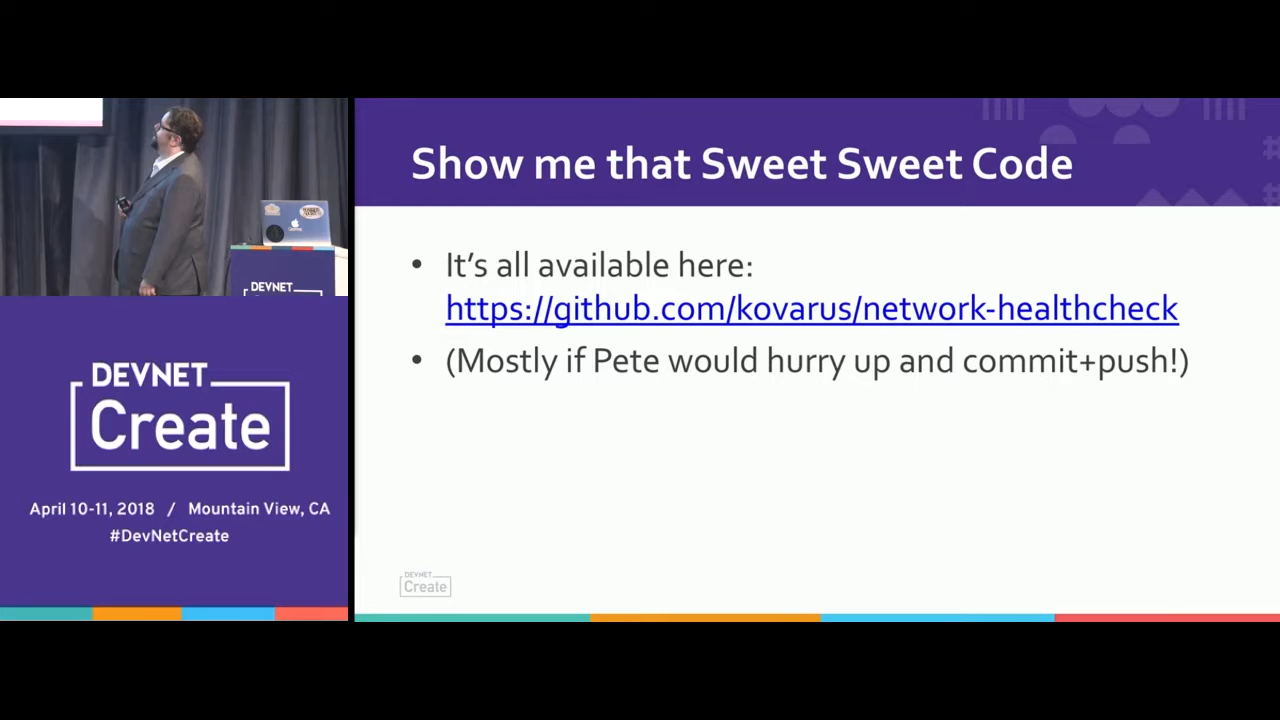 Show me that Sweet Sweet Code
• It's all available here:
https://github.com/kovarus/network-healthcheck
• (Mostly if Pete would hurry up and commit+push!)
DEVNET
Create
DEVNET
DEVNET
Create
April 10-11, 2018 / Mountain View, CA
#DevNetCreate